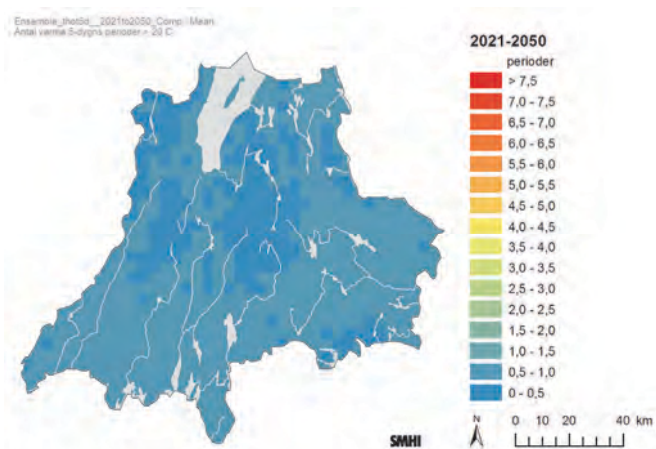 Ensemble_thot5d__2021to2050_Comp. Mean
Antal varma 5-dygns perioder > 20 C
2021-2050
perioder
> 7,5
7,0 - 7,5
6,5 - 7,0
6,0 - 6,5
5,5 - 6,0
5,0 - 5,5
4,5 - 5,0
4,0 - 4,5
3,5 - 4,0
3,0 - 3,5
2,5 - 3,0
2,0 - 2,5
1,5 - 2,0
1,0 - 1,5
0,5 - 1,0
0 - 0,5
N
0 10 20 40 km
SMHI